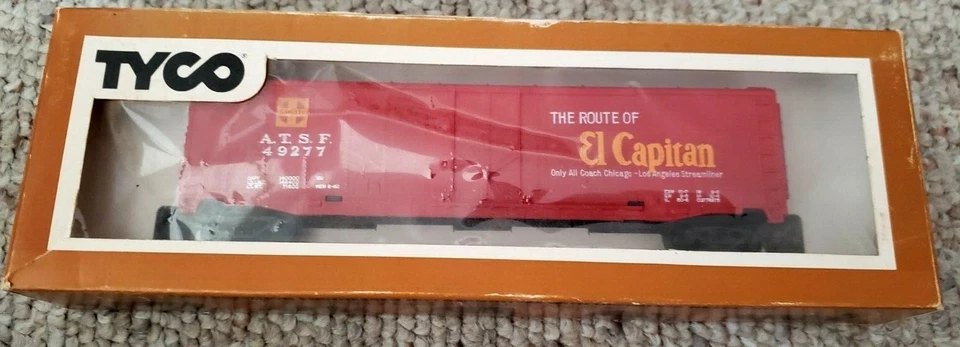 TYCO
A.T.S.F.
49277
THE ROUTE OF
El Capitan
Only All Coach Chicago - Los Angeles Streamliner